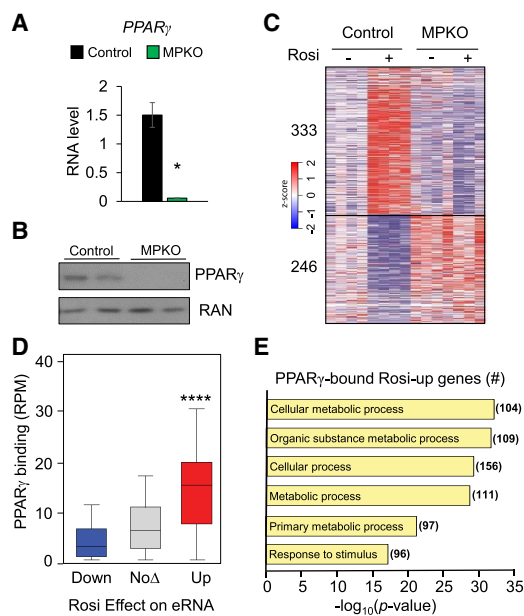 A
PPARγ
Control MPKO
RNA level
2
1.5
1
0.5
0
*
B
Control MPKO
PPARγ
RAN
C
Control MPKO
Rosi - + - +
333
246
z-score
2
1
0
-1
-2
D
PPARγ binding (RPM)
40
30
20
10
0
****
Down NoΔ Up
Rosi Effect on eRNA
E
PPARγ-bound Rosi-up genes (#)
Cellular metabolic process (104)
Organic substance metabolic process (109)
Cellular process (156)
Metabolic process (111)
Primary metabolic process (97)
Response to stimulus (96)
0 5 10 15 20 25 30 35
-log10(p-value)